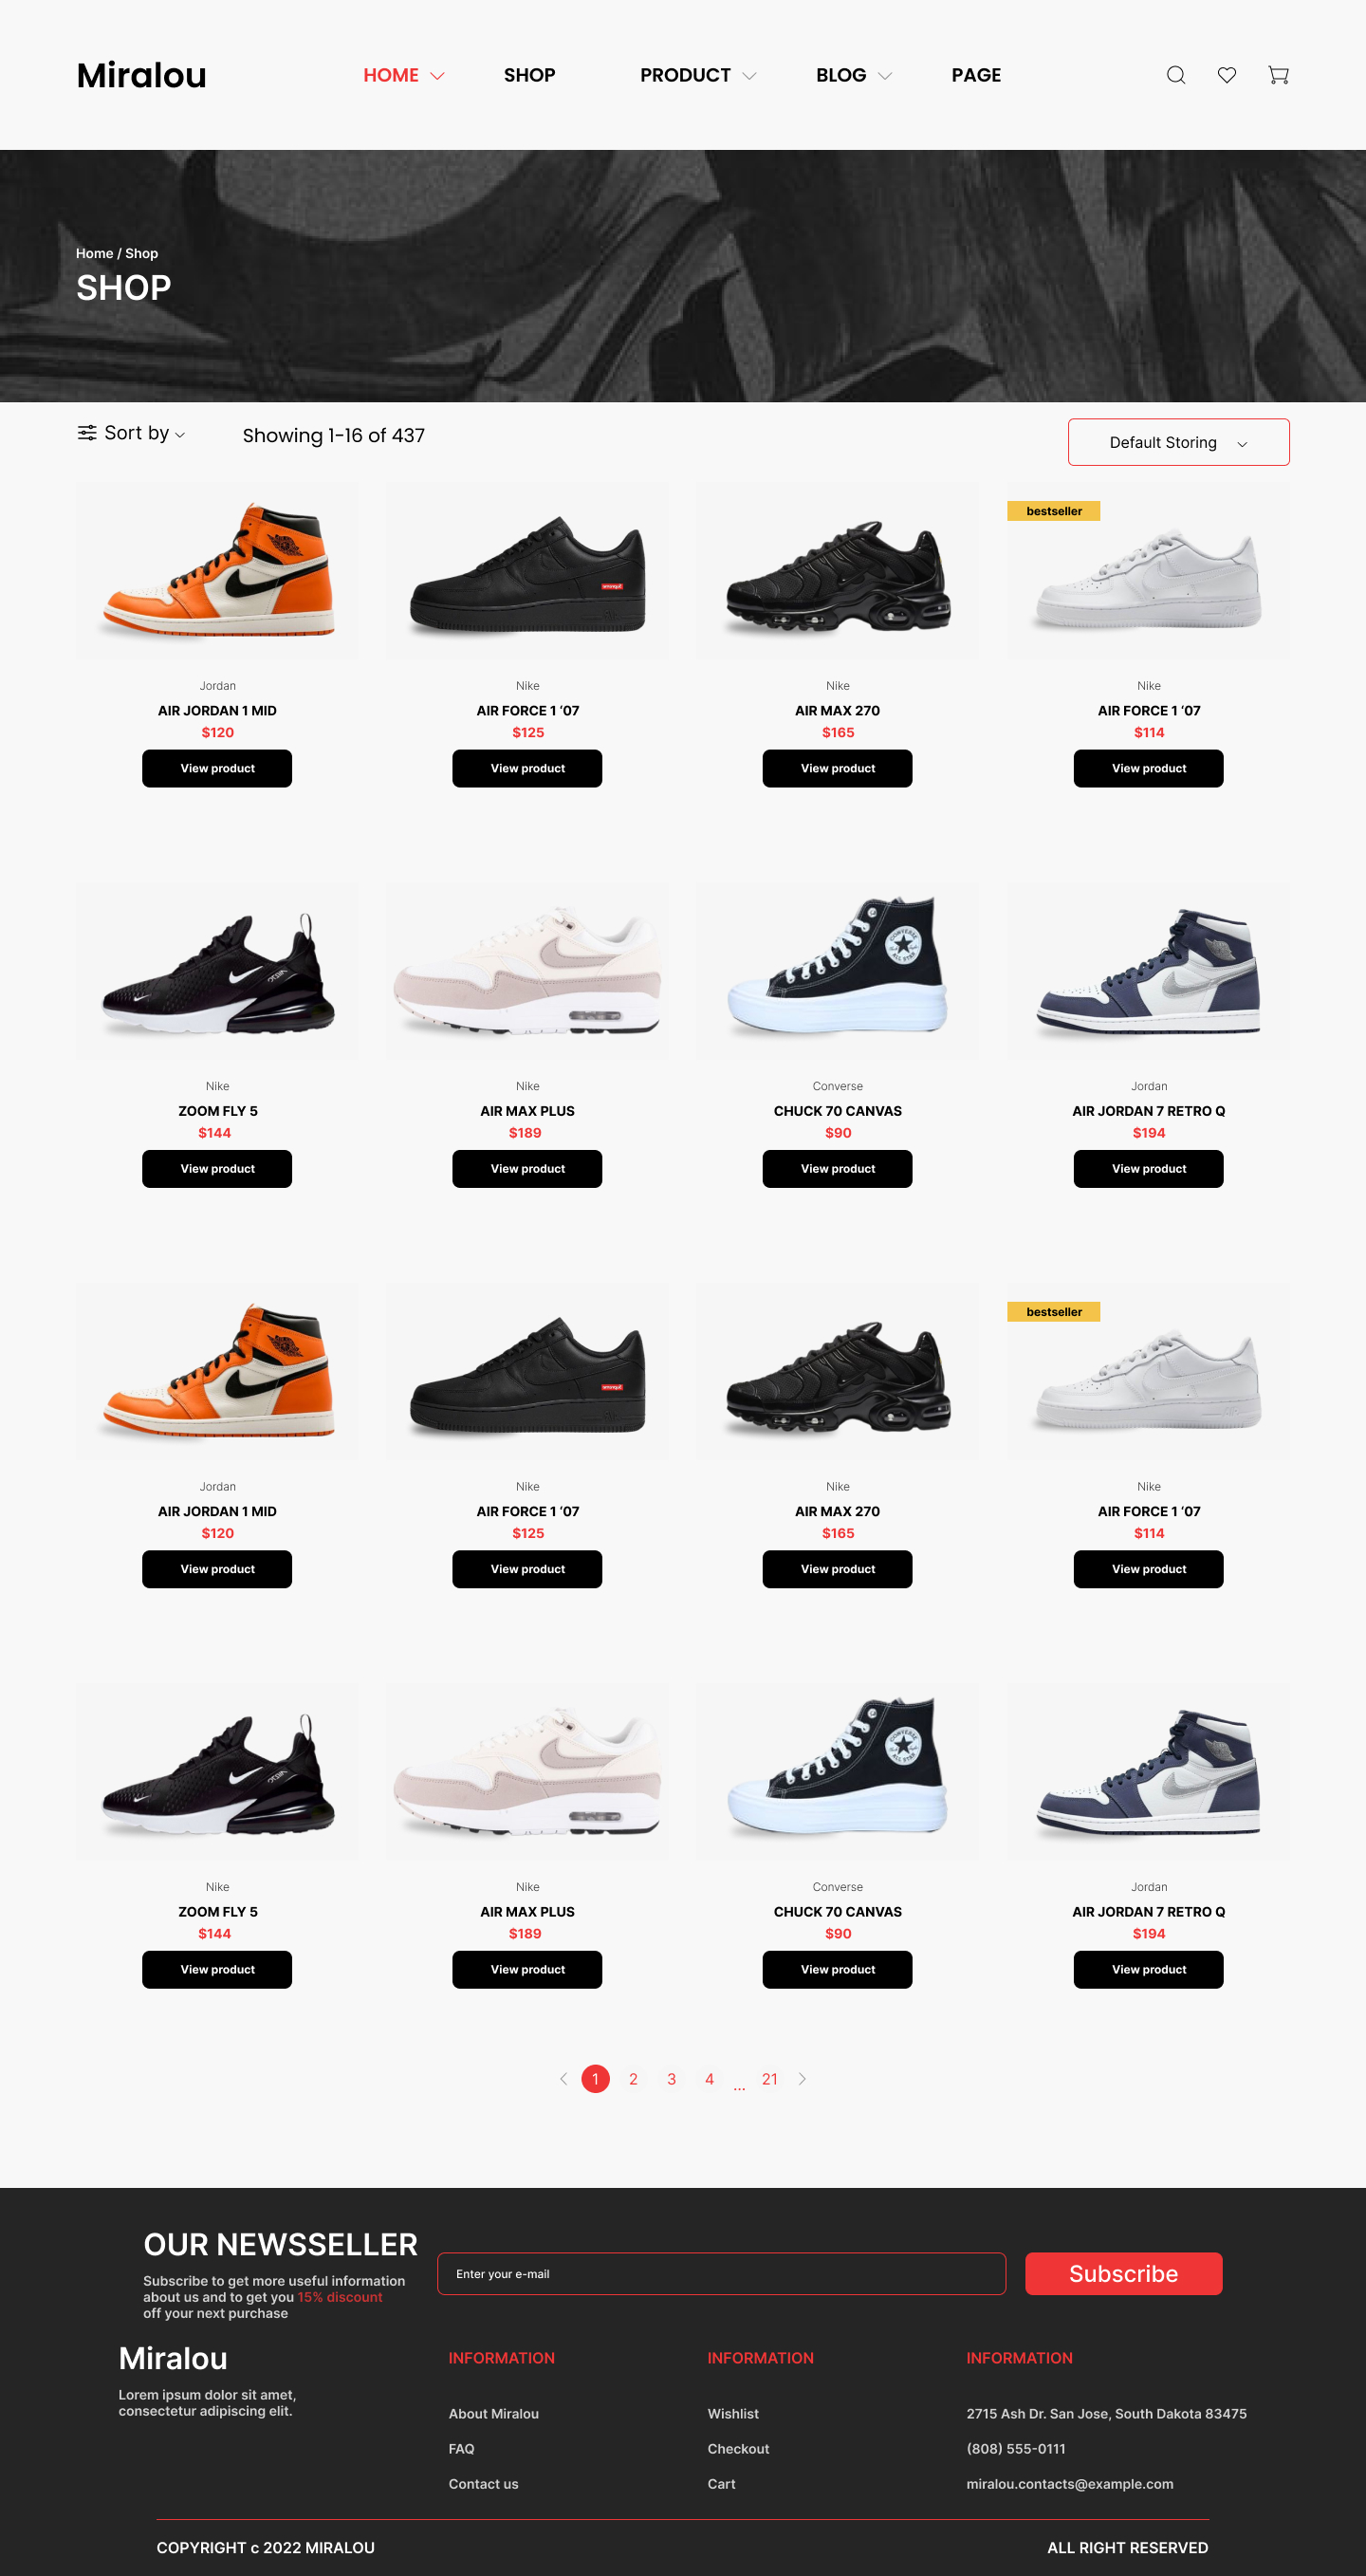 Miralou
HOME
SHOP
PRODUCT
BLOG
PAGE
Home / Shop
SHOP
Sort by
Showing 1-16 of 437
Default Storing
bestseller
Jordan
AIR JORDAN 1 MID
$120
View product
Nike
AIR FORCE 1 ‘07
$125
View product
Nike
AIR MAX 270
$165
View product
Nike
AIR FORCE 1 ‘07
$114
View product
CONVERSE
ALL STAR
Nike
ZOOM FLY 5
$144
View product
Nike
AIR MAX PLUS
$189
View product
Converse
CHUCK 70 CANVAS
$90
View product
Jordan
AIR JORDAN 7 RETRO Q
$194
View product
bestseller
Jordan
AIR JORDAN 1 MID
$120
View product
Nike
AIR FORCE 1 ‘07
$125
View product
Nike
AIR MAX 270
$165
View product
Nike
AIR FORCE 1 ‘07
$114
View product
CONVERSE
ALL STAR
Nike
ZOOM FLY 5
$144
View product
Nike
AIR MAX PLUS
$189
View product
Converse
CHUCK 70 CANVAS
$90
View product
Jordan
AIR JORDAN 7 RETRO Q
$194
View product
1 2 3 4 ... 21
OUR NEWSSELLER
Subscribe to get more useful information
about us and to get you 15% discount
off your next purchase
Enter your e-mail
Subscribe
Miralou
Lorem ipsum dolor sit amet,
consectetur adipiscing elit.
INFORMATION
About Miralou
FAQ
Contact us
INFORMATION
Wishlist
Checkout
Cart
INFORMATION
2715 Ash Dr. San Jose, South Dakota 83475
(808) 555-0111
miralou.contacts@example.com
COPYRIGHT c 2022 MIRALOU
ALL RIGHT RESERVED